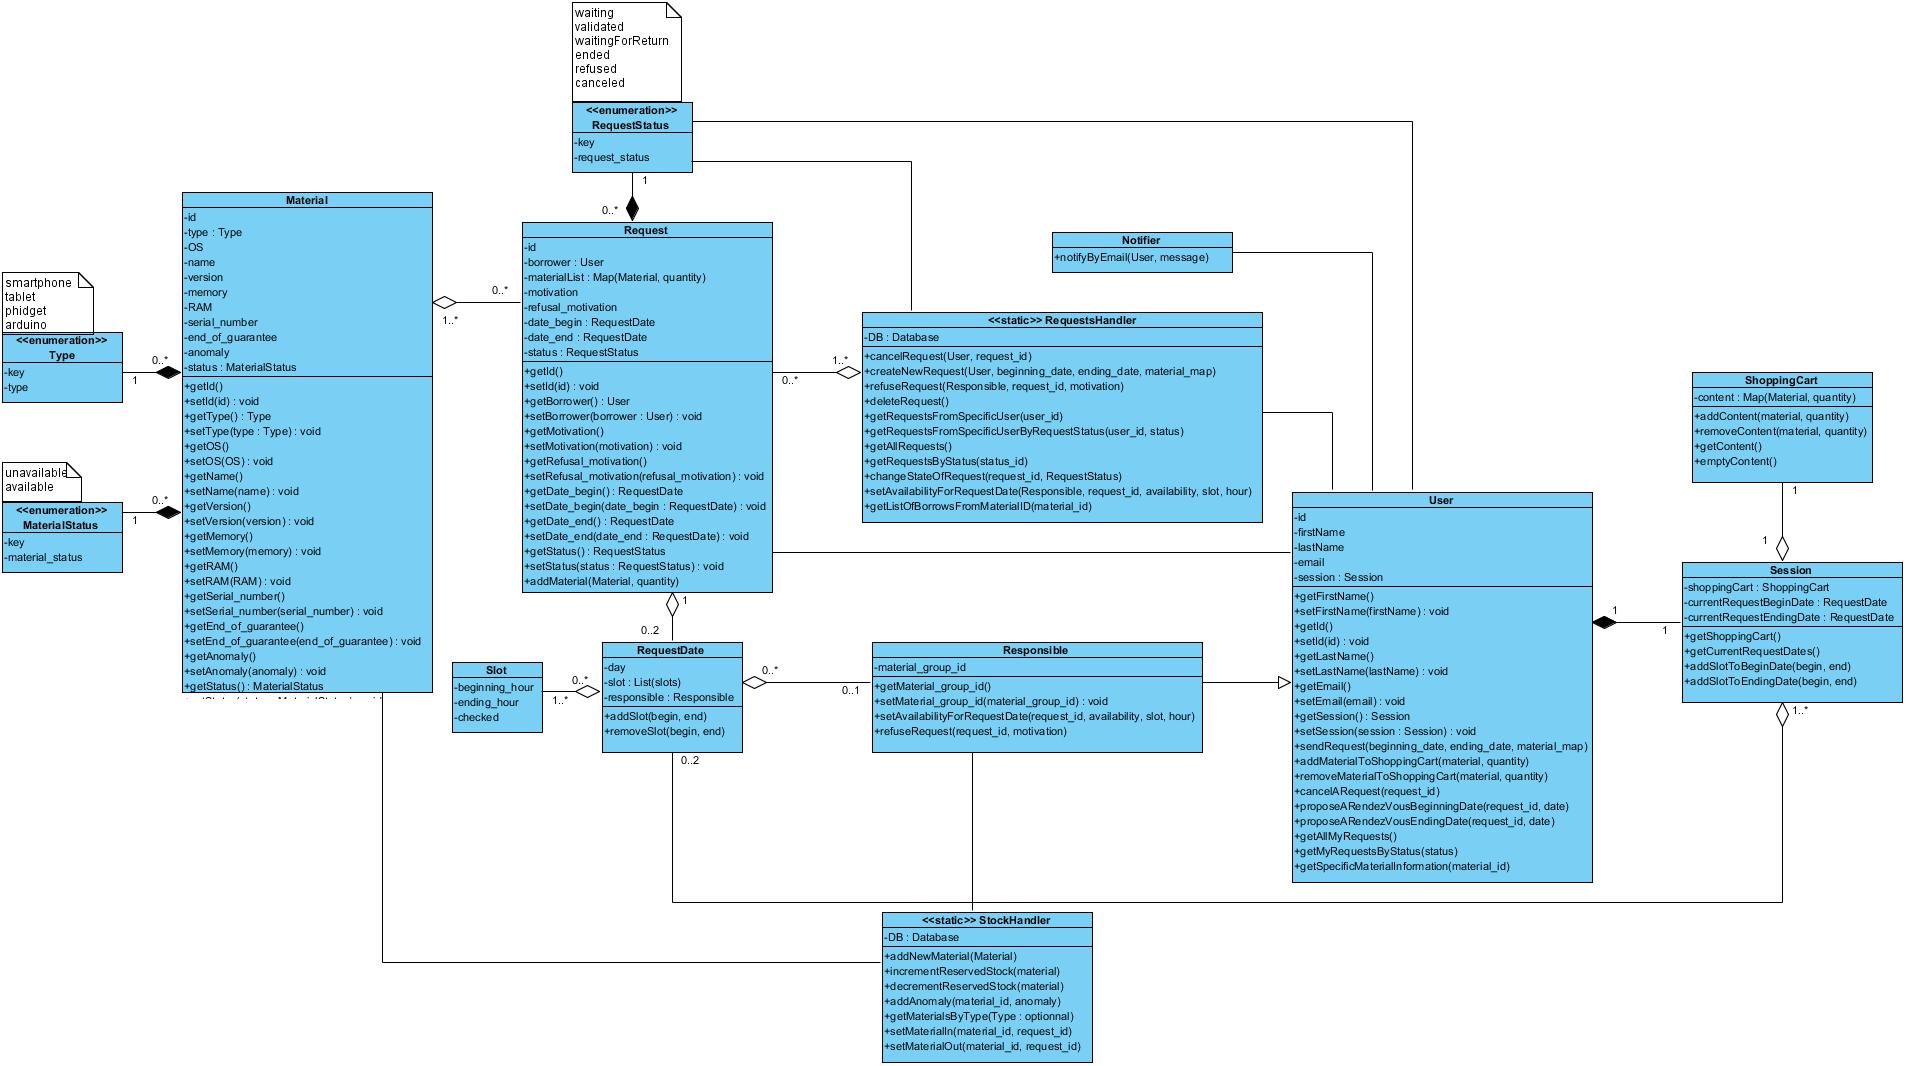 waiting
validated
waitingForReturn
ended
refused
canceled
<<enumeration>>
RequestStatus
-key
-request_status
1
0..*
Material
-id
-type : Type
-OS
-name
-version
-memory
-RAM
-serial_number
-end_of_guarantee
-anomaly
-status : MaterialStatus
+getId()
+setId(id) : void
+getType() : Type
+setType(type : Type) : void
+getOS()
+setOS(OS) : void
+getName()
+setName(name) : void
+getVersion()
+setVersion(version) : void
+getMemory()
+setMemory(memory) : void
+getRAM()
+setRAM(RAM) : void
+getSerial_number()
+setSerial_number(serial_number) : void
+getEnd_of_guarantee()
+setEnd_of_guarantee(end_of_guarantee) : void
+getAnomaly()
+setAnomaly(anomaly) : void
+getStatus() : MaterialStatus
smartphone
tablet
phidget
arduino
<<enumeration>>
Type
-key
-type
0..*
1
unavailable
available
<<enumeration>>
MaterialStatus
-key
-material_status
0..*
1
0..*
1..*
Request
-id
-borrower : User
-materialList : Map(Material, quantity)
-motivation
-refusal_motivation
-date_begin : RequestDate
-date_end : RequestDate
-status : RequestStatus
+getId()
+setId(id) : void
+getBorrower() : User
+setBorrower(borrower : User) : void
+getMotivation()
+setMotivation(motivation) : void
+getRefusal_motivation()
+setRefusal_motivation(refusal_motivation) : void
+getDate_begin() : RequestDate
+setDate_begin(date_begin : RequestDate) : void
+getDate_end() : RequestDate
+setDate_end(date_end : RequestDate) : void
+getStatus() : RequestStatus
+setStatus(status : RequestStatus) : void
+addMaterial(Material, quantity)
1..*
0..*
Notifier
+notifyByEmail(User, message)
<<static>> RequestsHandler
-DB : Database
+cancelRequest(User, request_id)
+createNewRequest(User, beginning_date, ending_date, material_map)
+refuseRequest(Responsible, request_id, motivation)
+deleteRequest()
+getRequestsFromSpecificUser(user_id)
+getRequestsFromSpecificUserByRequestStatus(user_id, status)
+getAllRequests()
+getRequestsByStatus(status_id)
+changeStateOfRequest(request_id, RequestStatus)
+setAvailabilityForRequestDate(Responsible, request_id, availability, slot, hour)
+getListOfBorrowsFromMaterialID(material_id)
ShoppingCart
-content : Map(Material, quantity)
+addContent(material, quantity)
+removeContent(material, quantity)
+getContent()
+emptyContent()
1
1
User
-id
-firstName
-lastName
-email
-session : Session
+getFirstName()
+setFirstName(firstName) : void
+getId()
+setId(id) : void
+getLastName()
+setLastName(lastName) : void
+getEmail()
+setEmail(email) : void
+getSession() : Session
+setSession(session : Session) : void
+sendRequest(beginning_date, ending_date, material_map)
+addMaterialToShoppingCart(material, quantity)
+removeMaterialToShoppingCart(material, quantity)
+cancelARequest(request_id)
+proposeARendezVousBeginningDate(request_id, date)
+proposeARendezVousEndingDate(request_id, date)
+getAllMyRequests()
+getMyRequestsByStatus(status)
+getSpecificMaterialInformation(material_id)
1
1
Session
-shoppingCart : ShoppingCart
-currentRequestBeginDate : RequestDate
-currentRequestEndingDate : RequestDate
+getShoppingCart()
+getCurrentRequestDates()
+addSlotToBeginDate(begin, end)
+addSlotToEndingDate(begin, end)
1..*
1
0..2
Slot
-beginning_hour
-ending_hour
-checked
0..*
1..*
RequestDate
-day
-slot : List(slots)
-responsible : Responsible
+addSlot(begin, end)
+removeSlot(begin, end)
0..2
0..*
0..1
Responsible
-material_group_id
+getMaterial_group_id()
+setMaterial_group_id(material_group_id) : void
+setAvailabilityForRequestDate(request_id, availability, slot, hour)
+refuseRequest(request_id, motivation)
<<static>> StockHandler
-DB : Database
+addNewMaterial(Material)
+incrementReservedStock(material)
+decrementReservedStock(material)
+addAnomaly(material_id, anomaly)
+getMaterialsByType(Type : optionnal)
+setMaterialIn(material_id, request_id)
+setMaterialOut(material_id, request_id)